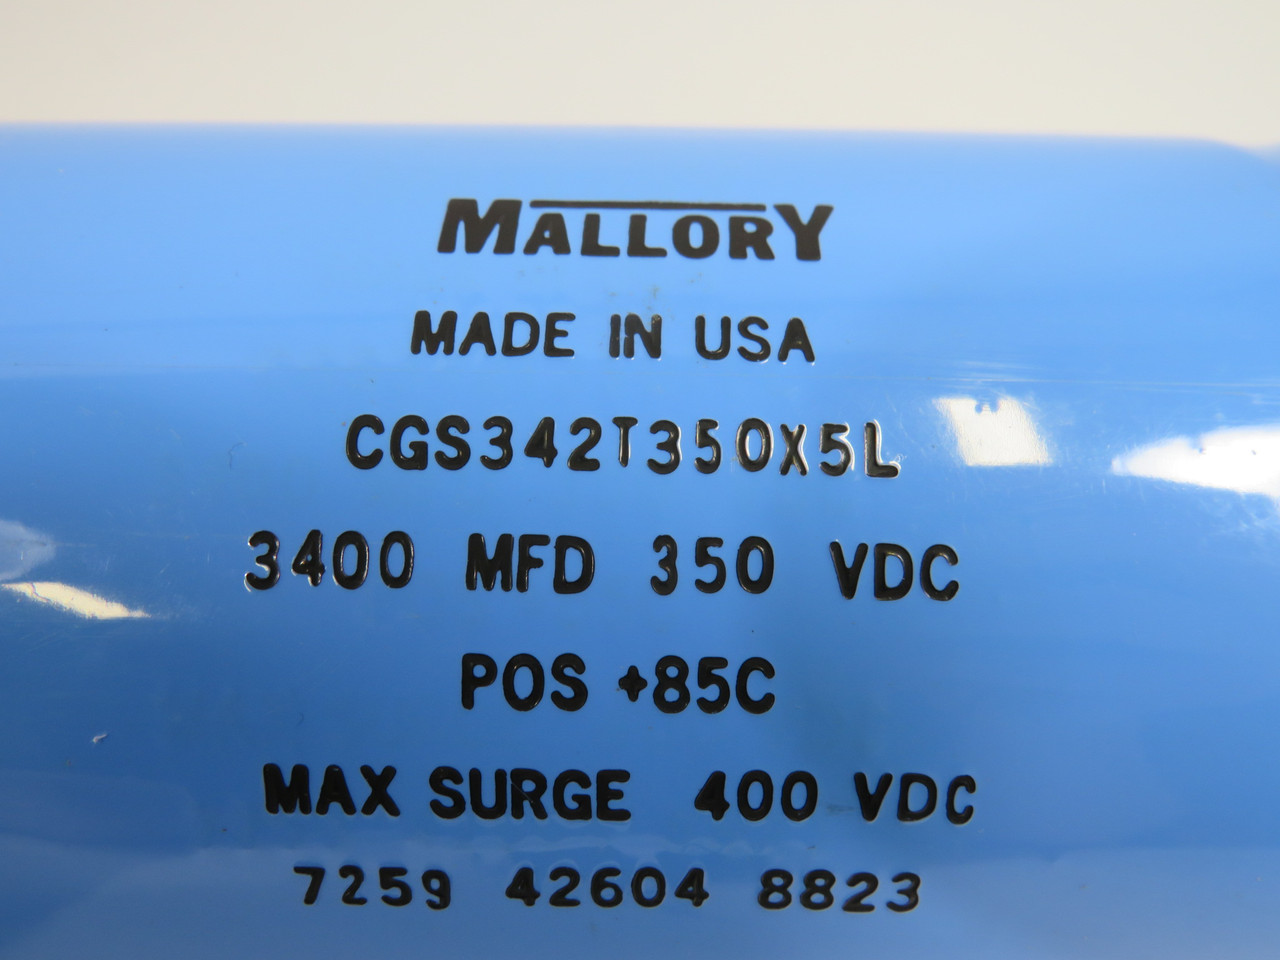 MALLORY
MADE IN USA
CGS342T350X5L
3400 MFD 350 VDC
POS +85C
MAX SURGE 400 VDC
7259 42604 8823